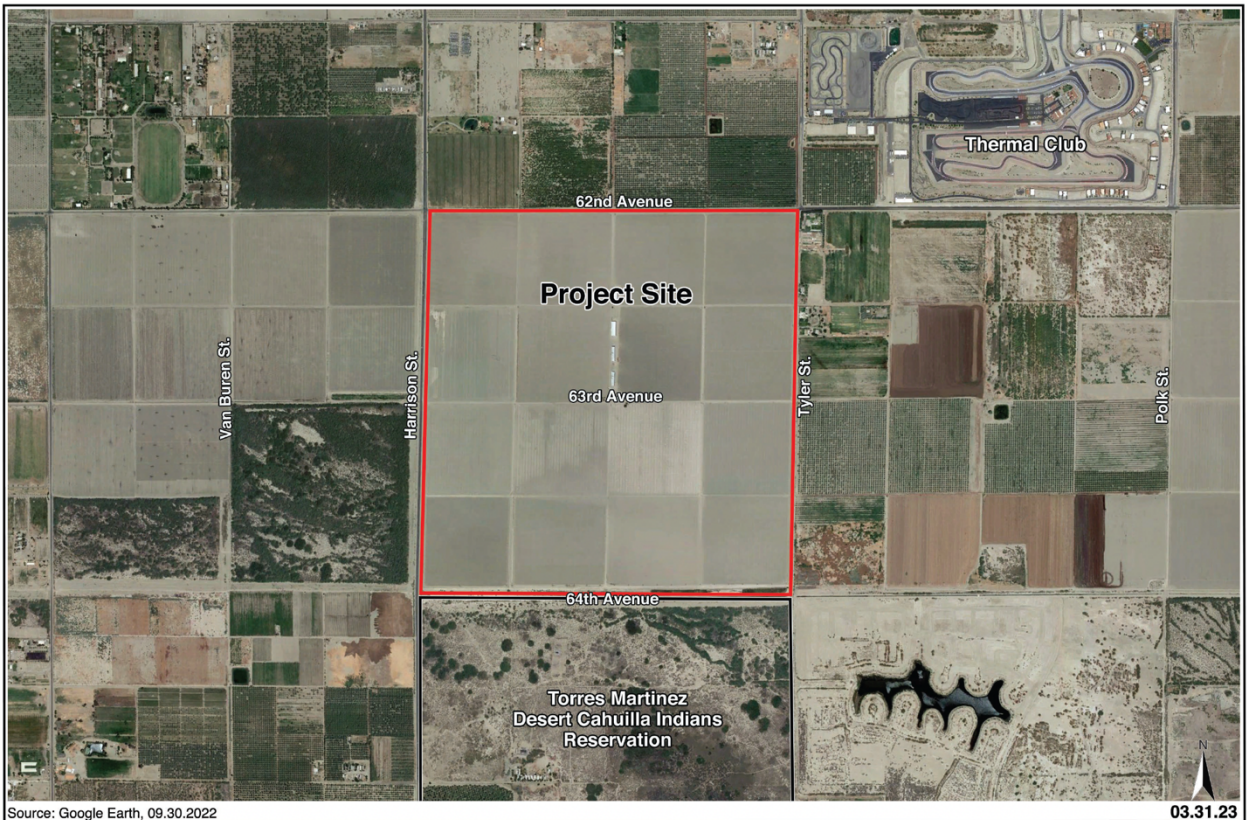 Thermal Club
62nd Avenue
Project Site
Van Buren St.
Harrison St.
63rd Avenue
Tyler St.
Polk St.
64th Avenue
Torres Martinez
Desert Cahuilla Indians
Reservation
N
Source: Google Earth, 09.30.2022
03.31.23